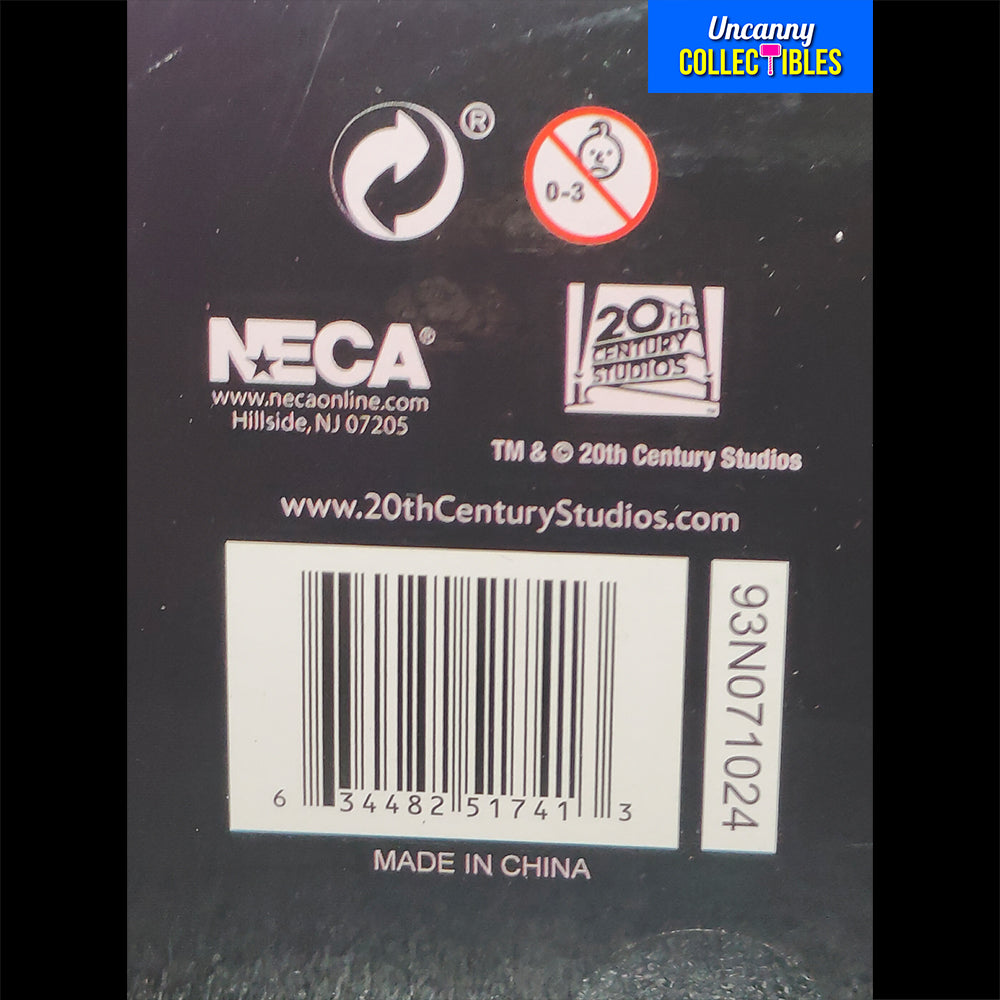 Uncanny
COLLECTIBLES
®
0-3
NECA®
www.necaonline.com
Hillside, NJ 07205
20th
CENTURY
STUDIOS
TM & © 20th Century Studios
www.20thCenturyStudios.com
6 34482 51741 3
93N071024
MADE IN CHINA